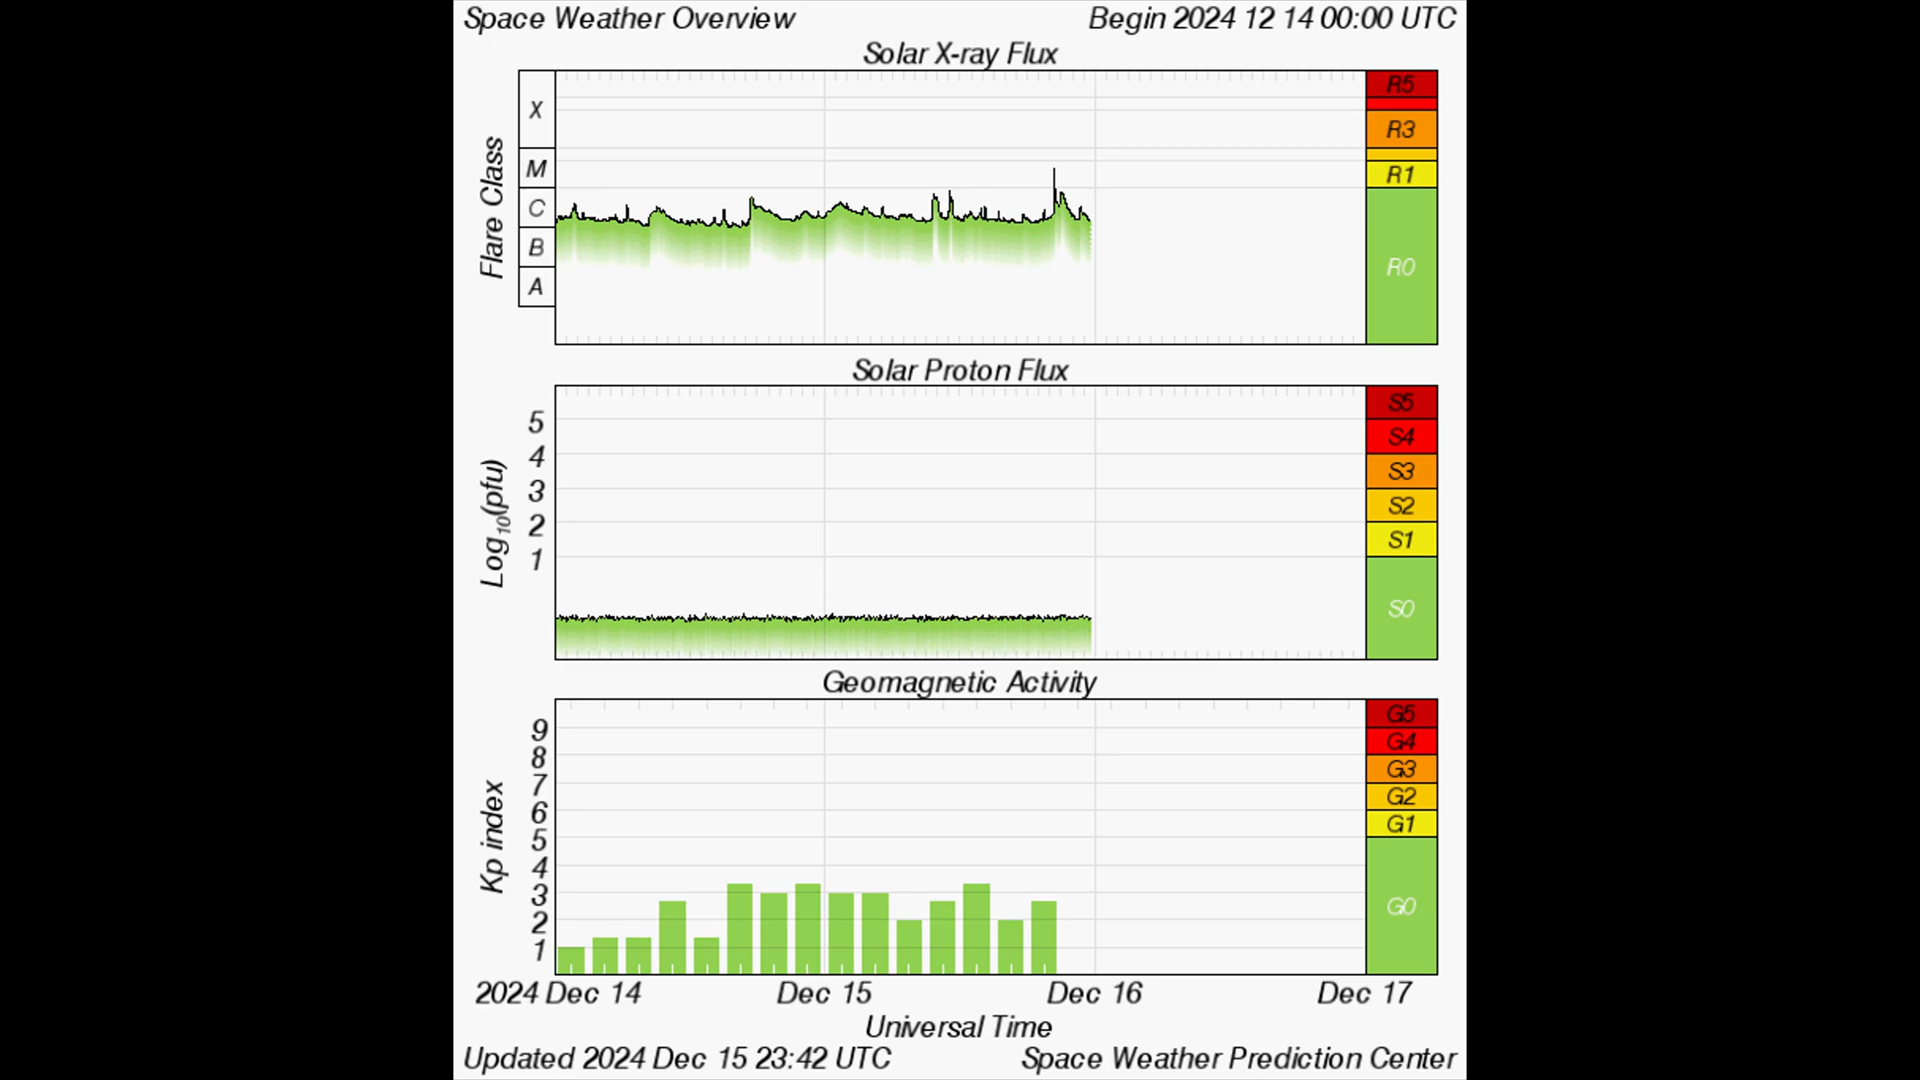 Space Weather Overview
Begin 2024 12 14 00:00 UTC
Solar X-ray Flux
Flare Class
X
M
C
B
A
R5
R3
R1
R0
Solar Proton Flux
Log10(pfu)
5
4
3
2
1
S5
S4
S3
S2
S1
S0
Geomagnetic Activity
Kp index
9
8
7
6
5
4
3
2
1
G5
G4
G3
G2
G1
G0
2024 Dec 14
Dec 15
Dec 16
Dec 17
Universal Time
Updated 2024 Dec 15 23:42 UTC
Space Weather Prediction Center